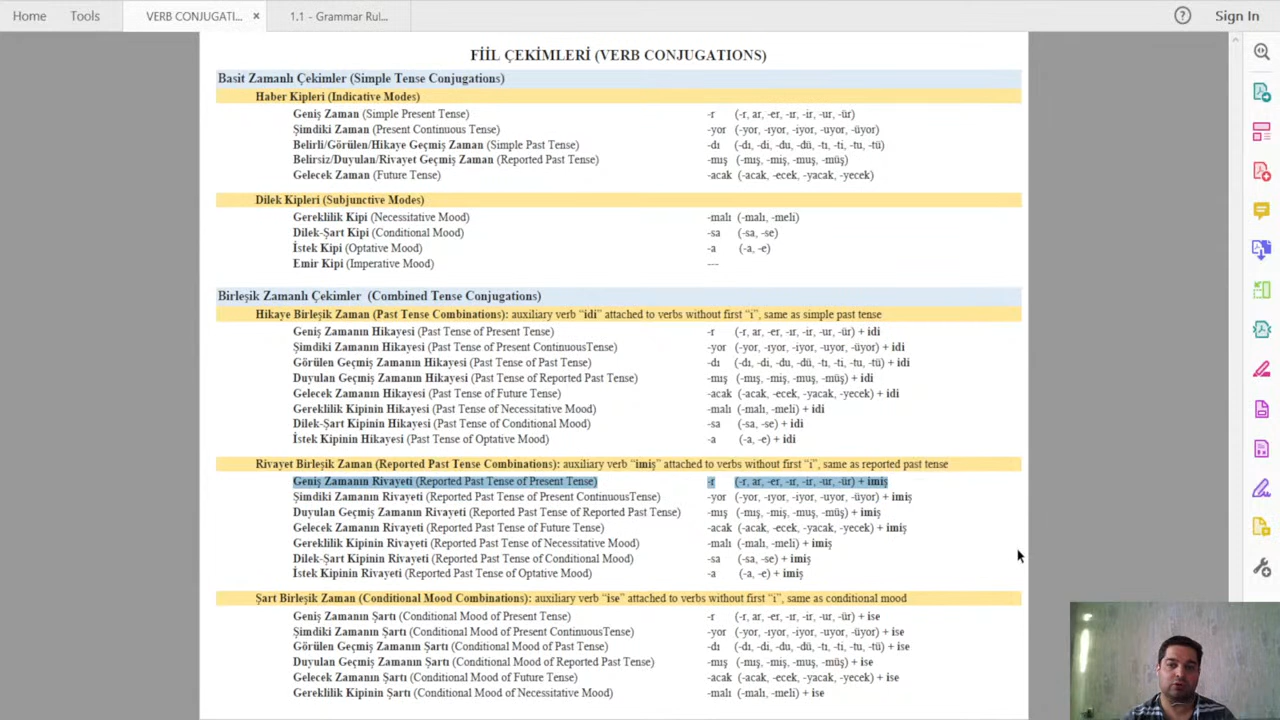 Home
Tools
VERB CONJUGATI...
×
1.1 - Grammar Rul...
?
Sign In
FİİL ÇEKİMLERİ (VERB CONJUGATIONS)
Basit Zamanlı Çekimler (Simple Tense Conjugations)
Haber Kipleri (Indicative Modes)
Geniş Zaman (Simple Present Tense) -r (-r, ar, -er, -ır, -ir, -ur, -ür)
Şimdiki Zaman (Present Continuous Tense) -yor (-yor, -ıyor, -iyor, -uyor, -üyor)
Belirli/Görülen/Hikaye Geçmiş Zaman (Simple Past Tense) -dı (-dı, -di, -du, -dü, -tı, -ti, -tu, -tü)
Belirsiz/Duyulan/Rivayet Geçmiş Zaman (Reported Past Tense) -mış (-mış, -miş, -muş, -müş)
Gelecek Zaman (Future Tense) -acak (-acak, -ecek, -yacak, -yecek)
Dilek Kipleri (Subjunctive Modes)
Gereklilik Kipi (Necessitative Mood) -malı (-malı, -meli)
Dilek-Şart Kipi (Conditional Mood) -sa (-sa, -se)
İstek Kipi (Optative Mood) -a (-a, -e)
Emir Kipi (Imperative Mood) ---
Birleşik Zamanlı Çekimler (Combined Tense Conjugations)
Hikaye Birleşik Zaman (Past Tense Combinations): auxiliary verb “idi” attached to verbs without first “i”, same as simple past tense
Geniş Zamanın Hikayesi (Past Tense of Present Tense) -r (-r, ar, -er, -ır, -ir, -ur, -ür) + idi
Şimdiki Zamanın Hikayesi (Past Tense of Present ContinuousTense) -yor (-yor, -ıyor, -iyor, -uyor, -üyor) + idi
Görülen Geçmiş Zamanın Hikayesi (Past Tense of Past Tense) -dı (-dı, -di, -du, -dü, -tı, -ti, -tu, -tü) + idi
Duyulan Geçmiş Zamanın Hikayesi (Past Tense of Reported Past Tense) -mış (-mış, -miş, -muş, -müş) + idi
Gelecek Zamanın Hikayesi (Past Tense of Future Tense) -acak (-acak, -ecek, -yacak, -yecek) + idi
Gereklilik Kipinin Hikayesi (Past Tense of Necessitative Mood) -malı (-malı, -meli) + idi
Dilek-Şart Kipinin Hikayesi (Past Tense of Conditional Mood) -sa (-sa, -se) + idi
İstek Kipinin Hikayesi (Past Tense of Optative Mood) -a (-a, -e) + idi
Rivayet Birleşik Zaman (Reported Past Tense Combinations): auxiliary verb “imiş” attached to verbs without first “i”, same as reported past tense
Geniş Zamanın Rivayeti (Reported Past Tense of Present Tense) -r (-r, ar, -er, -ır, -ir, -ur, -ür) + imiş
Şimdiki Zamanın Rivayeti (Reported Past Tense of Present ContinuousTense) -yor (-yor, -ıyor, -iyor, -uyor, -üyor) + imiş
Duyulan Geçmiş Zamanın Rivayeti (Reported Past Tense of Reported Past Tense) -mış (-mış, -miş, -muş, -müş) + imiş
Gelecek Zamanın Rivayeti (Reported Past Tense of Future Tense) -acak (-acak, -ecek, -yacak, -yecek) + imiş
Gereklilik Kipinin Rivayeti (Reported Past Tense of Necessitative Mood) -malı (-malı, -meli) + imiş
Dilek-Şart Kipinin Rivayeti (Reported Past Tense of Conditional Mood) -sa (-sa, -se) + imiş
İstek Kipinin Rivayeti (Reported Past Tense of Optative Mood) -a (-a, -e) + imiş
Şart Birleşik Zaman (Conditional Mood Combinations): auxiliary verb “ise” attached to verbs without first “i”, same as conditional mood
Geniş Zamanın Şartı (Conditional Mood of Present Tense) -r (-r, ar, -er, -ır, -ir, -ur, -ür) + ise
Şimdiki Zamanın Şartı (Conditional Mood of Present ContinuousTense) -yor (-yor, -ıyor, -iyor, -uyor, -üyor) + ise
Görülen Geçmiş Zamanın Şartı (Conditional Mood of Past Tense) -dı (-dı, -di, -du, -dü, -tı, -ti, -tu, -tü) + ise
Duyulan Geçmiş Zamanın Şartı (Conditional Mood of Reported Past Tense) -mış (-mış, -miş, -muş, -müş) + ise
Gelecek Zamanın Şartı (Conditional Mood of Future Tense) -acak (-acak, -ecek, -yacak, -yecek) + ise
Gereklilik Kipinin Şartı (Conditional Mood of Necessitative Mood) -malı (-malı, -meli) + ise